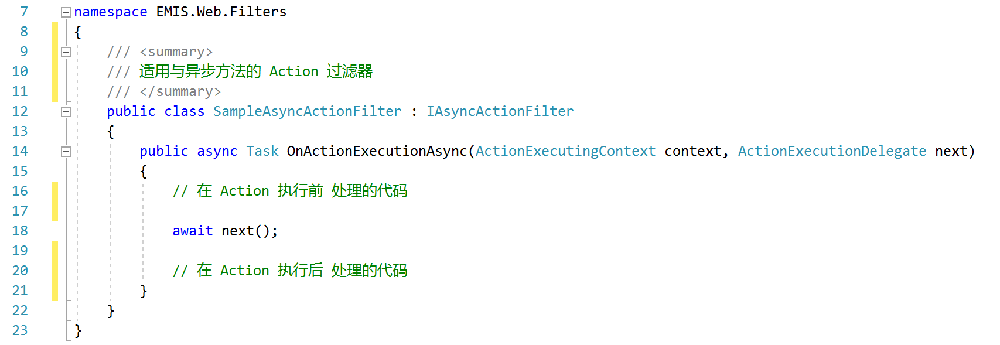 7 namespace EMIS.Web.Filters
8 {
9 /// <summary>
10 /// 适用与异步方法的 Action 过滤器
11 /// </summary>
12 public class SampleAsyncActionFilter : IAsyncActionFilter
13 {
14 public async Task OnActionExecutionAsync(ActionExecutingContext context, ActionExecutionDelegate next)
15 {
16 // 在 Action 执行前 处理的代码
17
18 await next();
19
20 // 在 Action 执行后 处理的代码
21 }
22 }
23 }